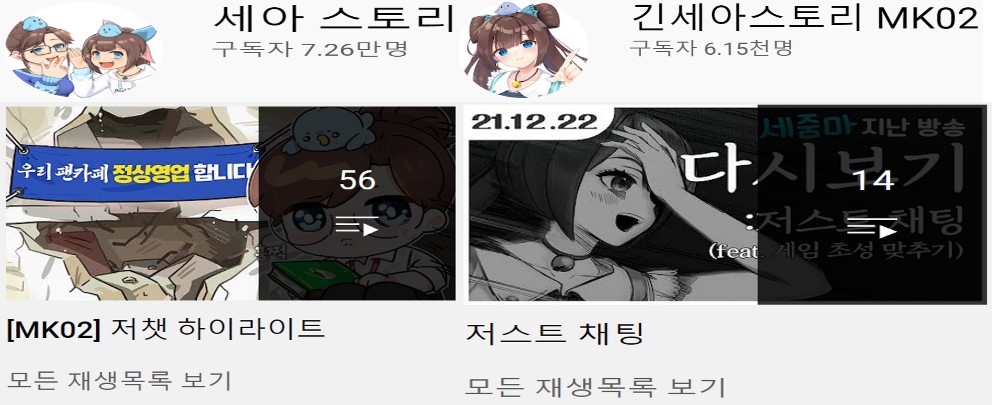 세아 스토리
구독자 7.26만명
우리 팬카페 정상영업 합니다
56
[MK02] 저챗 하이라이트
모든 재생목록 보기
긴세아스토리 MK02
구독자 6.15천명
21.12.22
세줌마 지난 방송
다시보기
14
:저스트 채팅
(feat. 게임 초성 맞추기)
저스트 채팅
모든 재생목록 보기